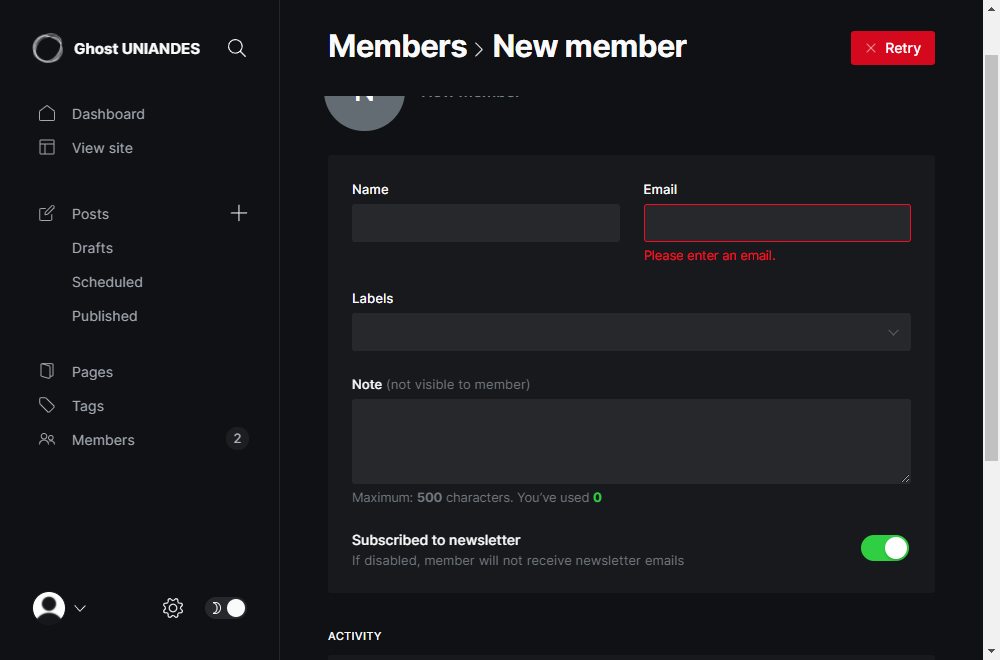 Ghost UNIANDES
Members › New member
Retry
Dashboard
View site
Posts
Drafts
Scheduled
Published
Pages
Tags
Members
2
N
New member
Name
Email
Please enter an email.
Labels
Note (not visible to member)
Maximum: 500 characters. You've used 0
Subscribed to newsletter
If disabled, member will not receive newsletter emails
ACTIVITY